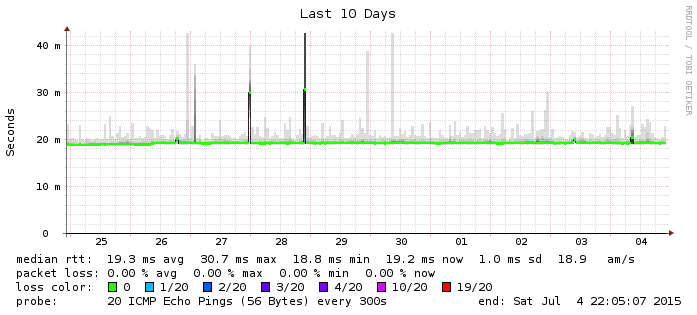 Last 10 Days
RRDTOOL / TOBI OETIKER
Seconds
40 m
30 m
20 m
10 m
0
25 26 27 28 29 30 01 02 03 04
median rtt: 19.3 ms avg 30.7 ms max 18.8 ms min 19.2 ms now 1.0 ms sd 18.9 am/s
packet loss: 0.00 % avg 0.00 % max 0.00 % min 0.00 % now
loss color: 0 1/20 2/20 3/20 4/20 10/20 19/20
probe: 20 ICMP Echo Pings (56 Bytes) every 300s end: Sat Jul 4 22:05:07 2015